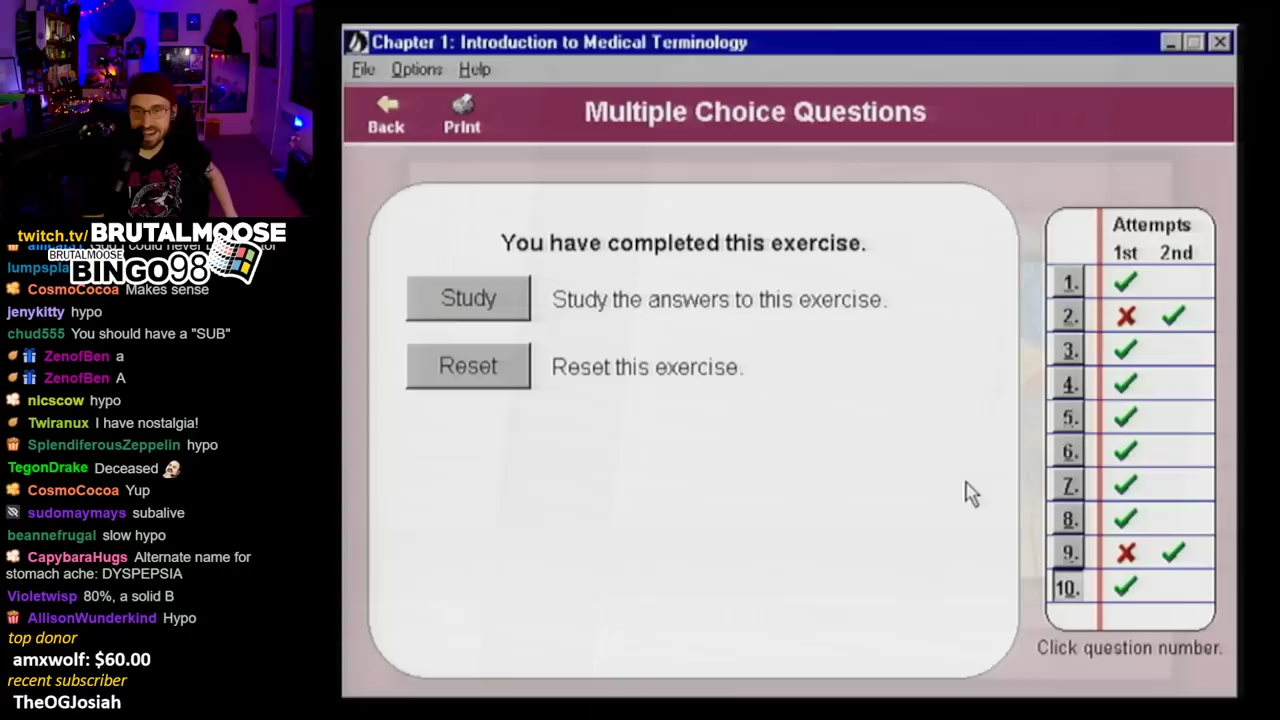 twitch.tv/BRUTALMOOSE
BRUTALMOOSE
BINGO98
lumpspla
CosmoCocoa Makes sense
jenykitty hypo
chud555 You should have a "SUB"
ZenofBen a
ZenofBen A
nicscow hypo
Twiranux I have nostalgia!
SplendiferousZeppelin hypo
TegonDrake Deceased
CosmoCocoa Yup
sudomaymays subalive
beannefrugal slow hypo
CapybaraHugs Alternate name for
stomach ache: DYSPEPSIA
Violetwisp 80%, a solid B
AllisonWunderkind Hypo
top donor
amxwolf: $60.00
recent subscriber
TheOGJosiah
Chapter 1: Introduction to Medical Terminology
File Options Help
Back Print Multiple Choice Questions
You have completed this exercise.
Study Study the answers to this exercise.
Reset Reset this exercise.
Attempts
1st 2nd
1.
2.
3.
4.
5.
6.
7.
8.
9.
10.
Click question number.